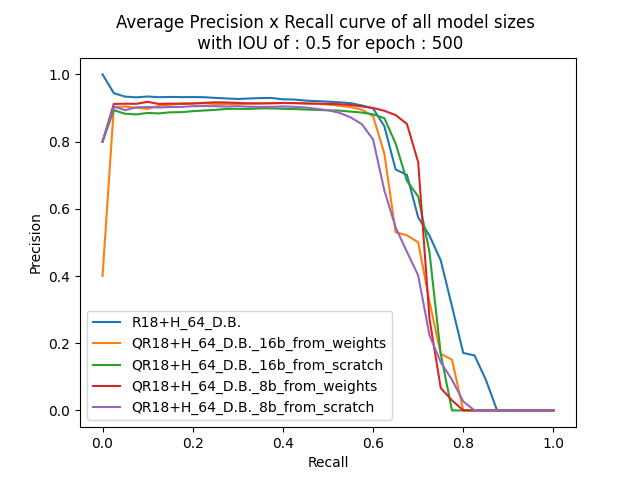 Average Precision x Recall curve of all model sizes
with IOU of : 0.5 for epoch : 500
Precision
1.0
0.8
0.6
0.4
0.2
0.0
R18+H_64_D.B.
QR18+H_64_D.B._16b_from_weights
QR18+H_64_D.B._16b_from_scratch
QR18+H_64_D.B._8b_from_weights
QR18+H_64_D.B._8b_from_scratch
0.0 0.2 0.4 0.6 0.8 1.0
Recall